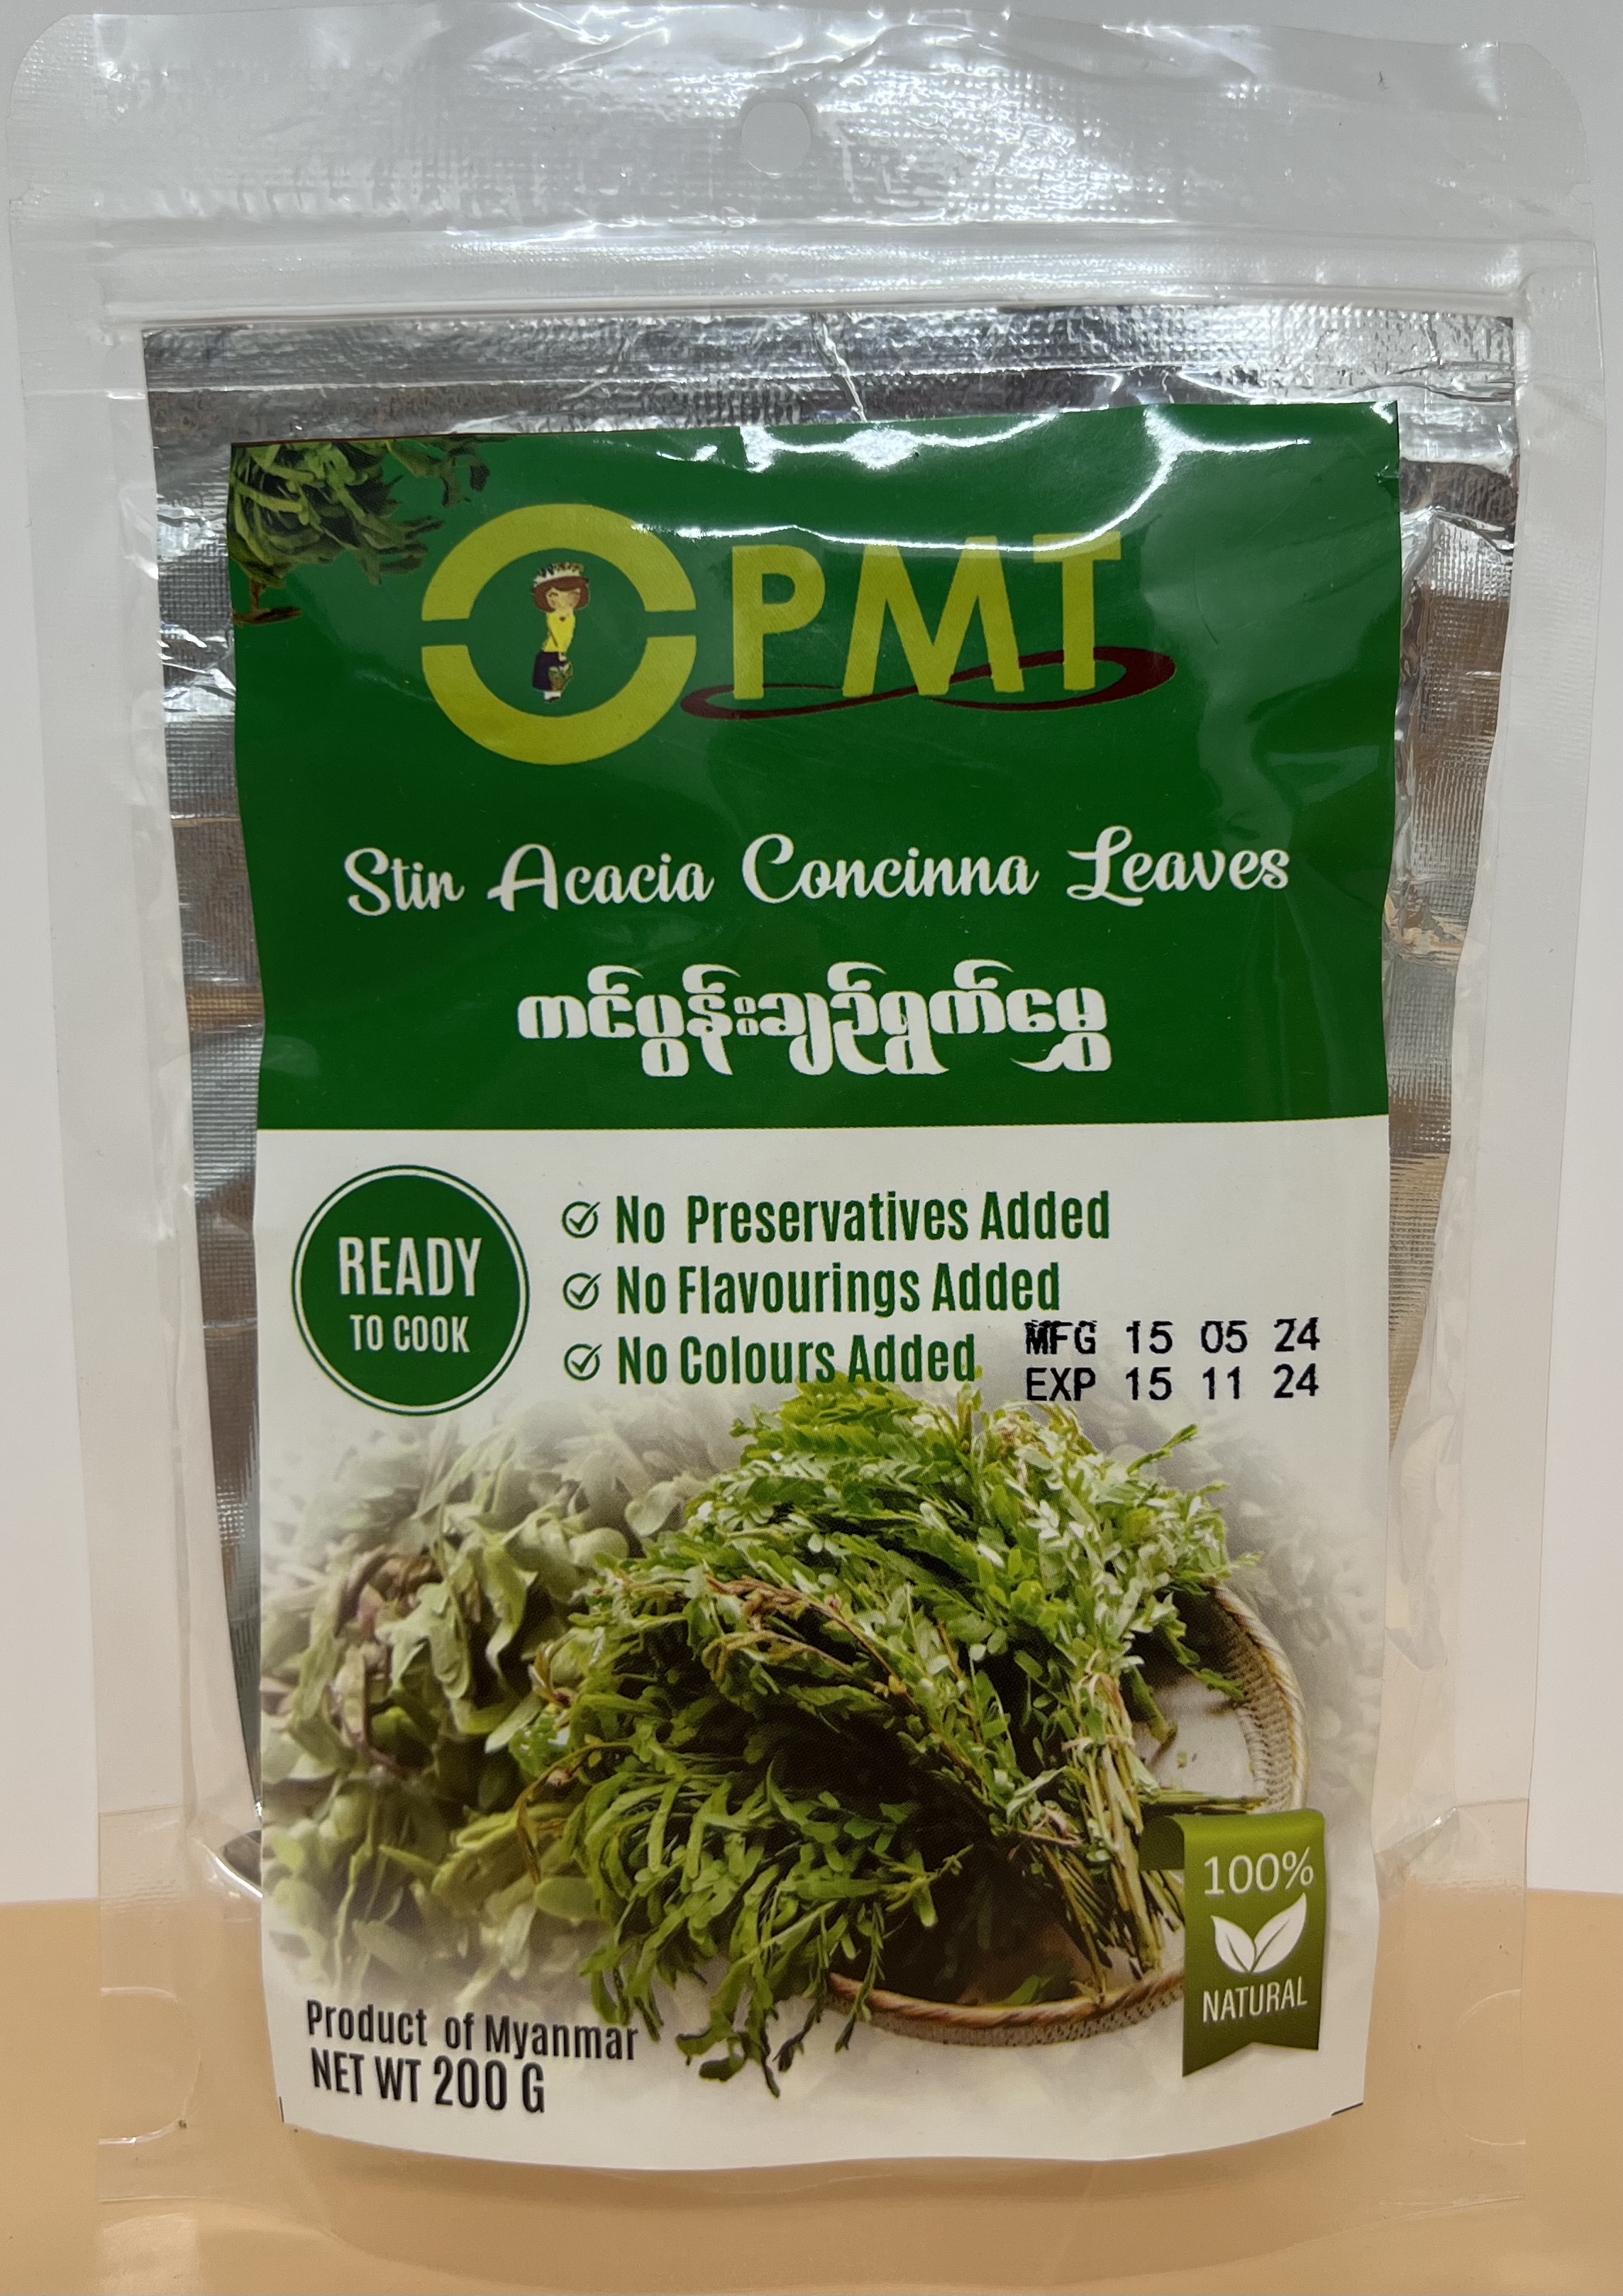 PMT
Stir Acacia Concinna Leaves
ကင်ပွန်းချဉ်ရွက်မွှေ
READY
TO COOK
No Preservatives Added
No Flavourings Added
No Colours Added
MFG 15 05 24
EXP 15 11 24
100%
NATURAL
Product of Myanmar
NET WT 200 G